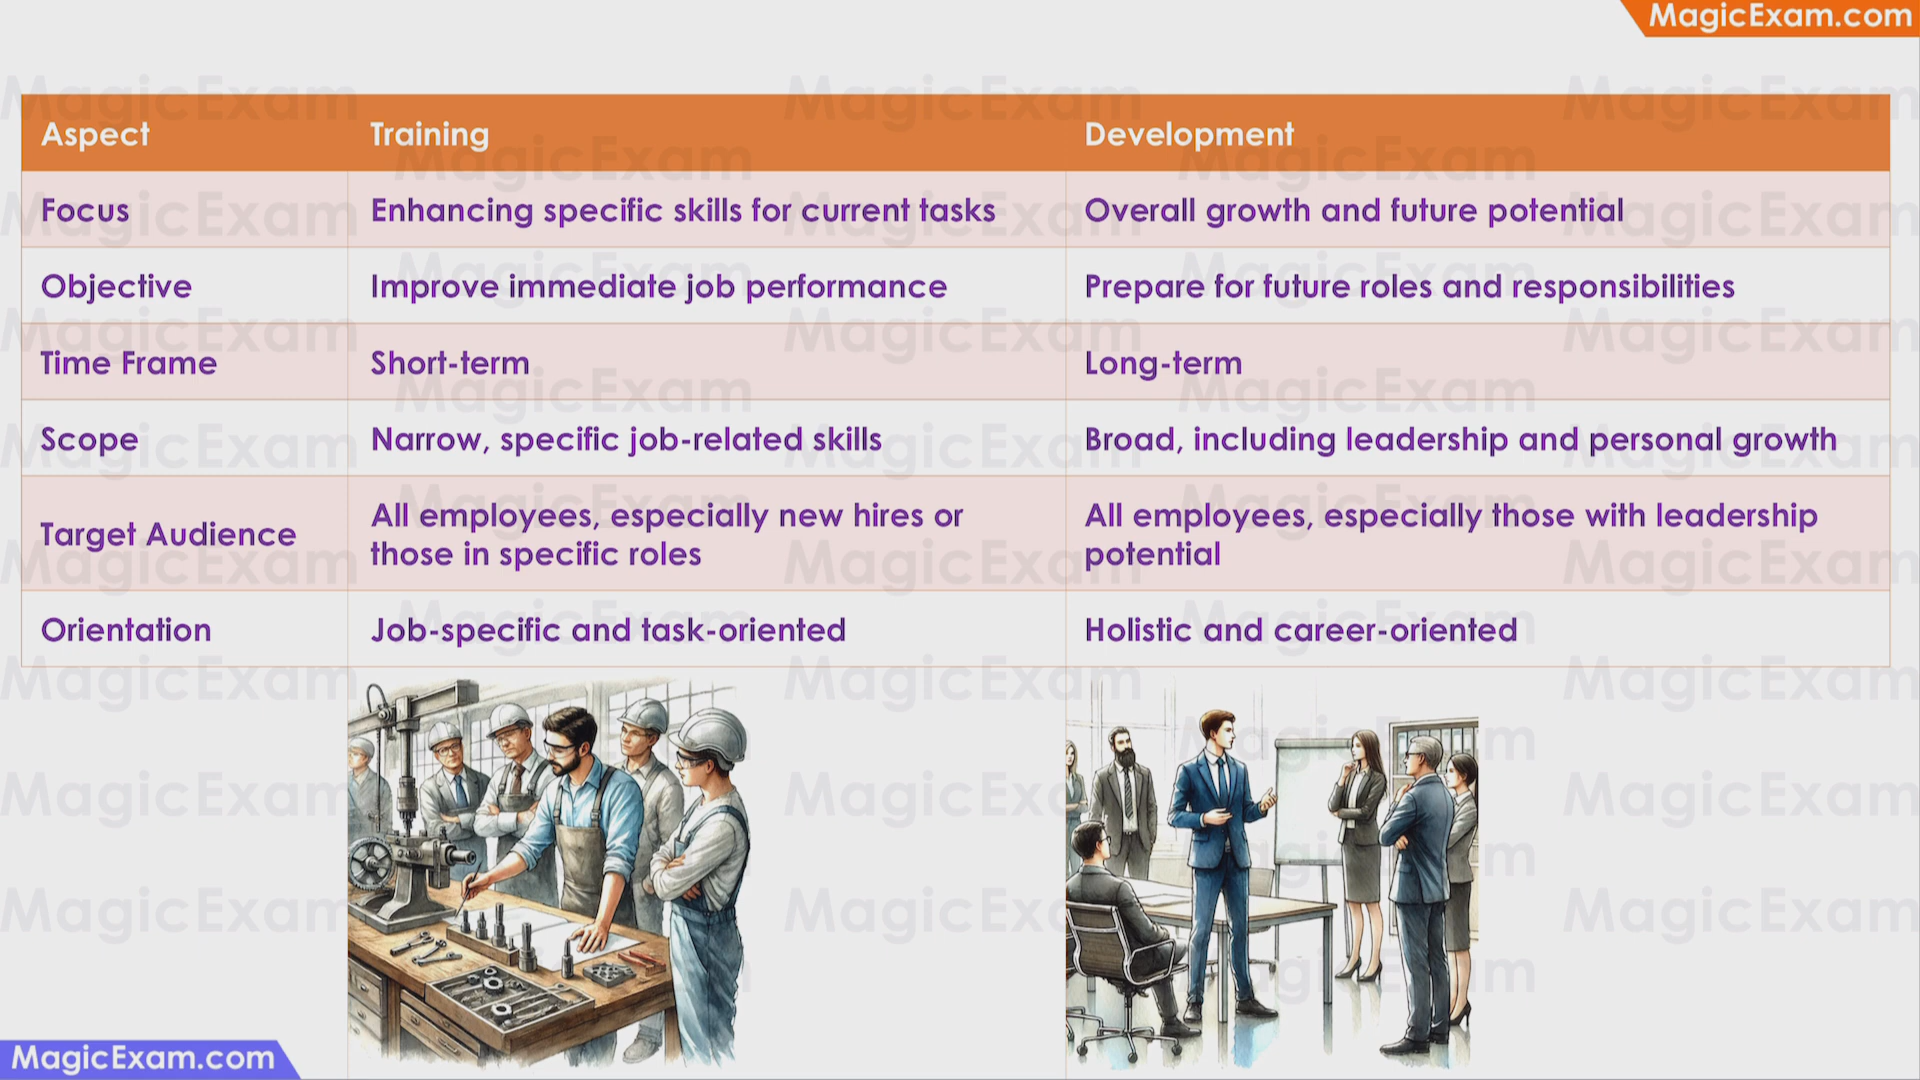 MagicExam.com
Aspect Training Development
Focus Enhancing specific skills for current tasks Overall growth and future potential
Objective Improve immediate job performance Prepare for future roles and responsibilities
Time Frame Short-term Long-term
Scope Narrow, specific job-related skills Broad, including leadership and personal growth
Target Audience All employees, especially new hires or those in specific roles All employees, especially those with leadership potential
Orientation Job-specific and task-oriented Holistic and career-oriented
MagicExam.com